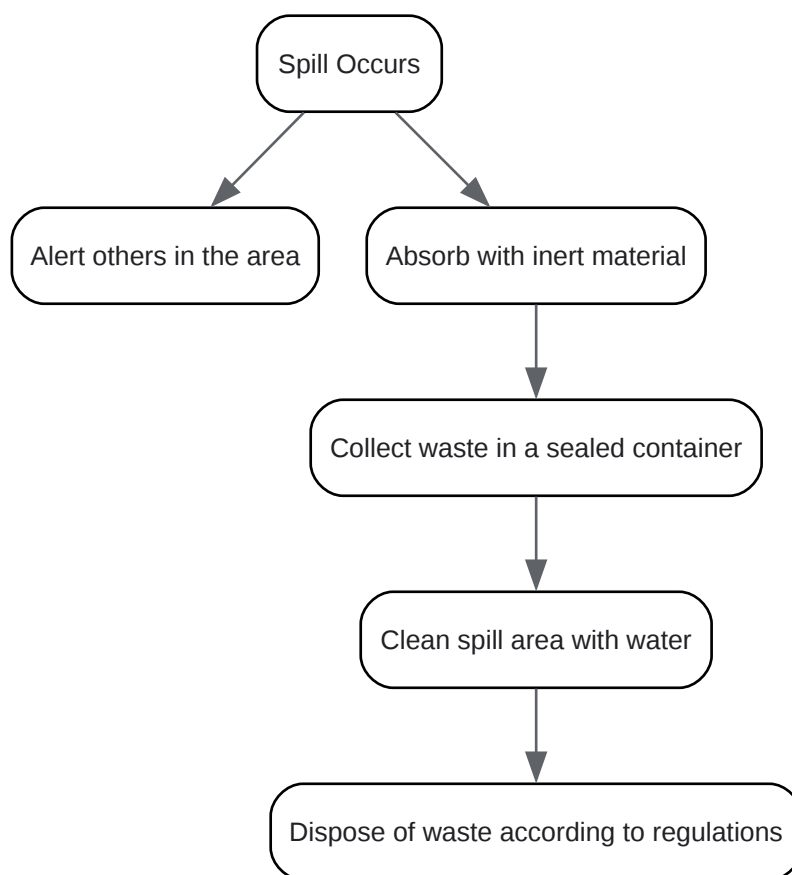 Spill Occurs
Alert others in the area
Absorb with inert material
Collect waste in a sealed container
Clean spill area with water
Dispose of waste according to regulations